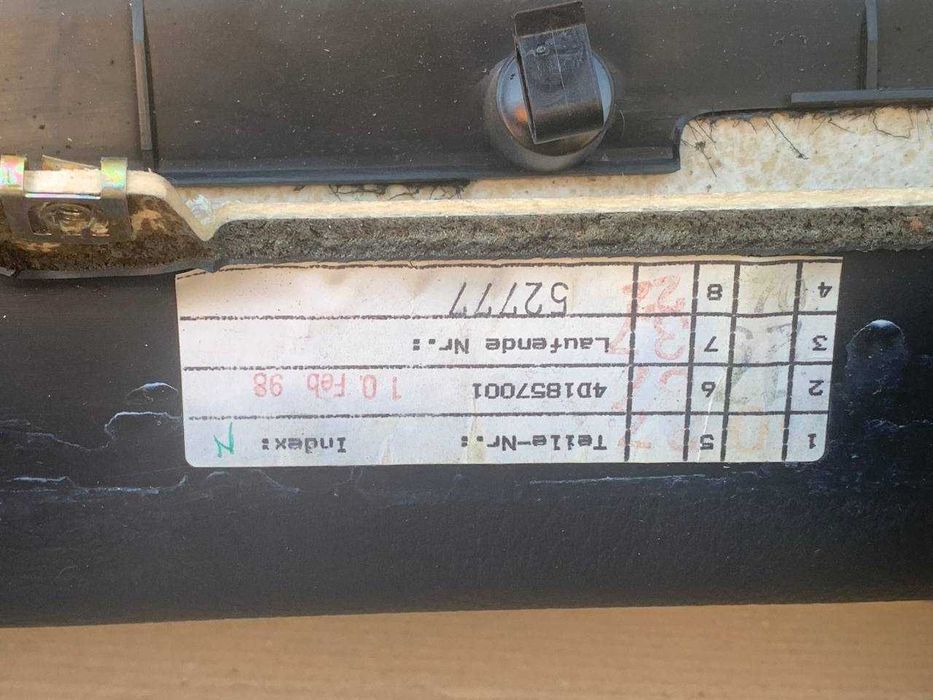 1 5 Teile-Nr.: Index: N
2 6 4D1857001 10. Feb 98
3 7 Laufende Nr.:
4 8 52777